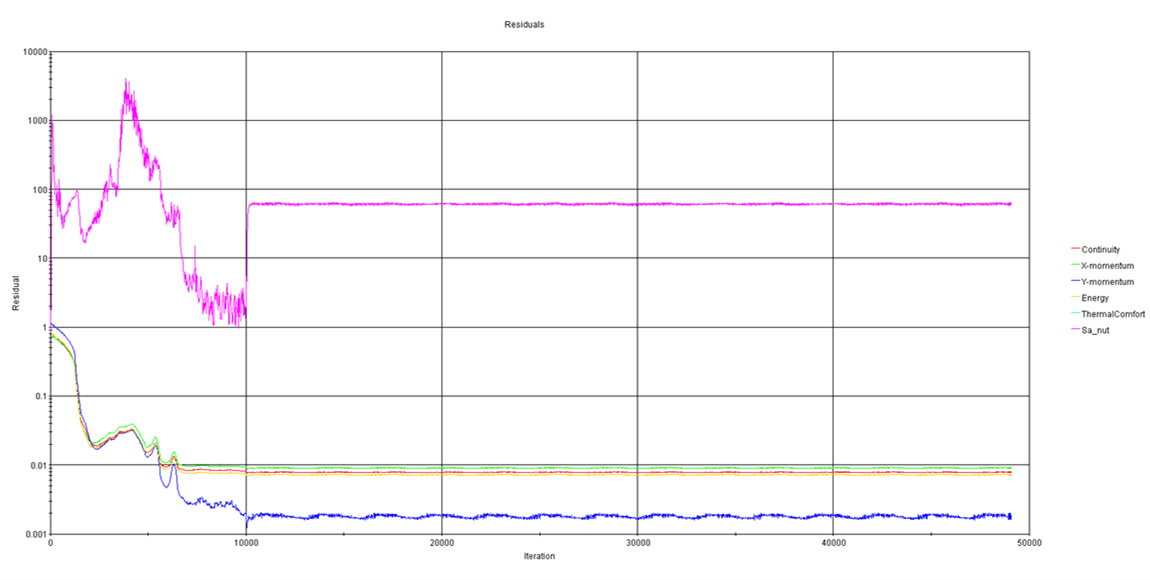 Residuals
10000
1000
100
10
1
0.1
0.01
0.001
Residual
0
10000
20000
30000
40000
50000
Iteration
Continuity
X-momentum
Y-momentum
Energy
ThermalComfort
Sa_nut